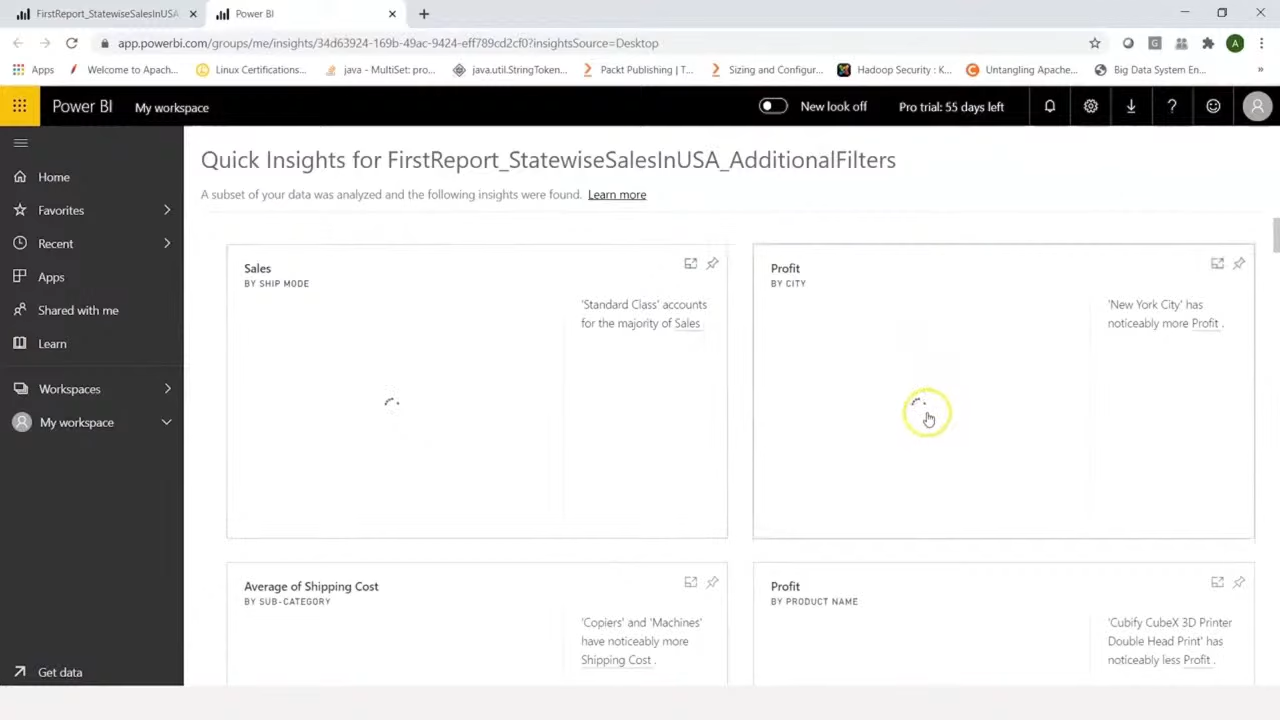 FirstReport_StatewiseSalesInUSA
Power BI
app.powerbi.com/groups/me/insights/34d63924-169b-49ac-9424-eff789cd2cf0?insightsSource=Desktop
A
Apps
Welcome to Apach...
Linux Certifications...
java - MultiSet: pro...
java.util.StringToken...
Packt Publishing | T...
Sizing and Configur...
Hadoop Security : K...
Untangling Apache...
Big Data System En...
»
Power BI
My workspace
New look off
Pro trial: 55 days left
Home
Favorites
Recent
Apps
Shared with me
Learn
Workspaces
My workspace
Get data
Quick Insights for FirstReport_StatewiseSalesInUSA_AdditionalFilters
A subset of your data was analyzed and the following insights were found. Learn more
Sales
BY SHIP MODE
'Standard Class' accounts
for the majority of Sales
Profit
BY CITY
'New York City' has
noticeably more Profit .
Average of Shipping Cost
BY SUB-CATEGORY
'Copiers' and 'Machines'
have noticeably more
Shipping Cost .
Profit
BY PRODUCT NAME
'Cubify CubeX 3D Printer
Double Head Print' has
noticeably less Profit .